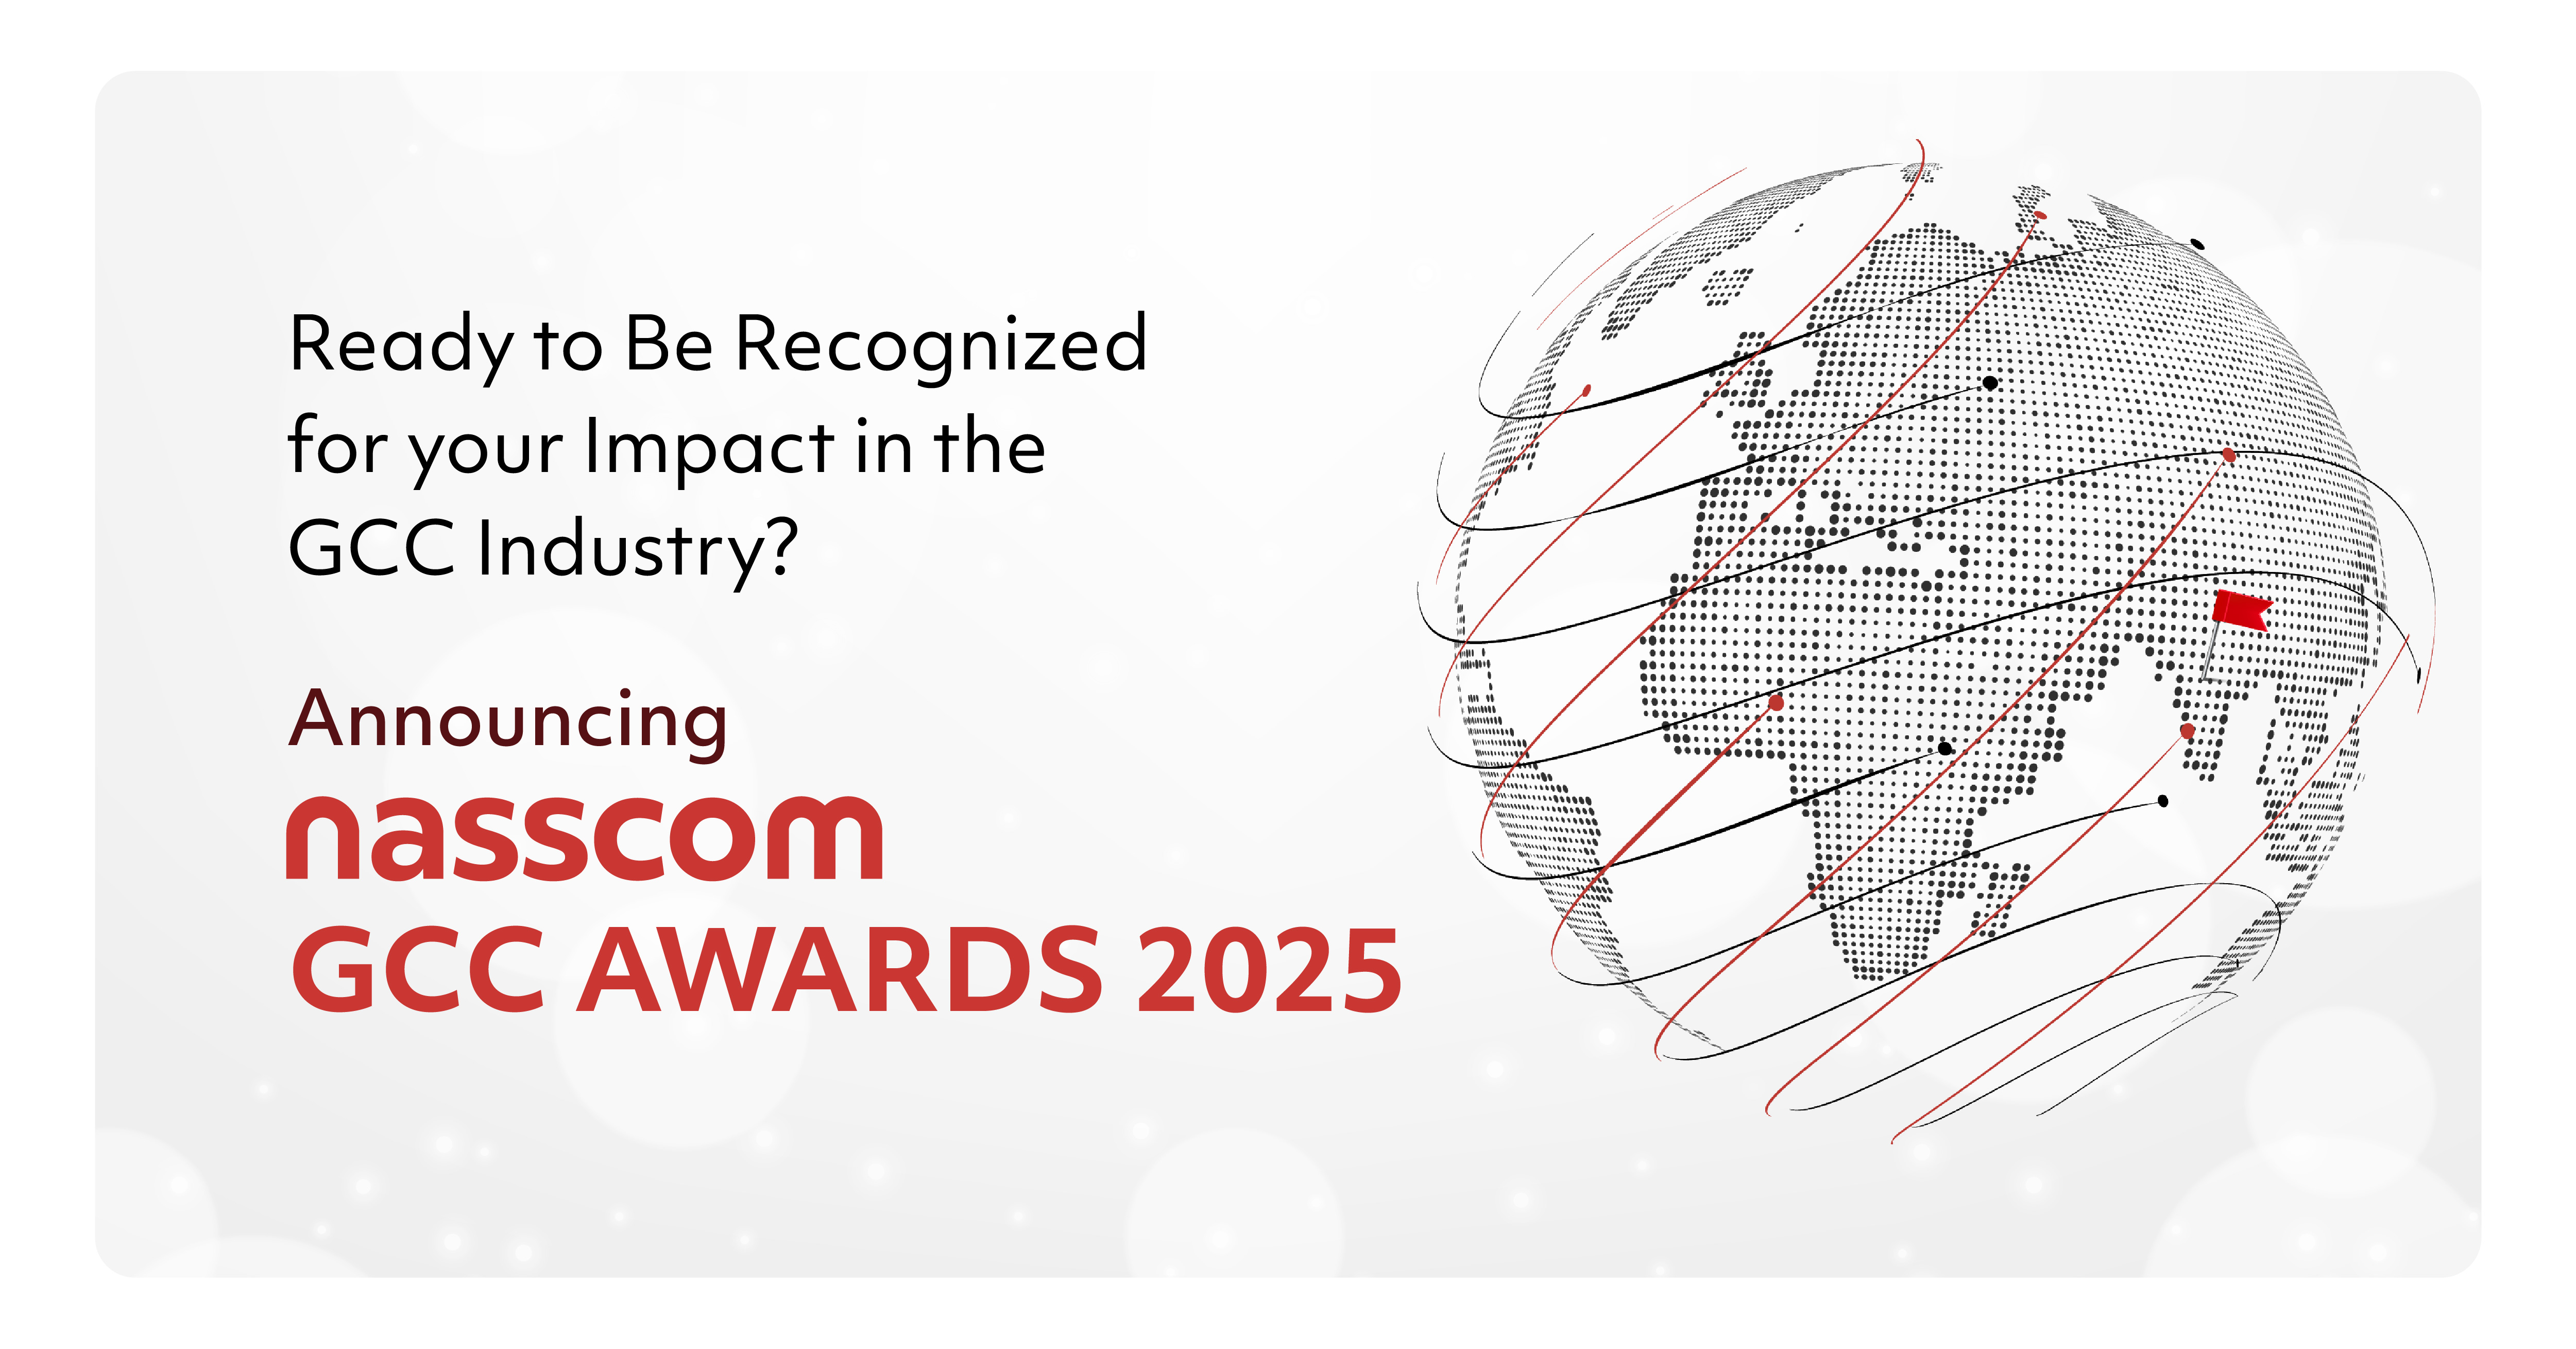 Ready to Be Recognized
for your Impact in the
GCC Industry?
Announcing
nasscom
GCC AWARDS 2025